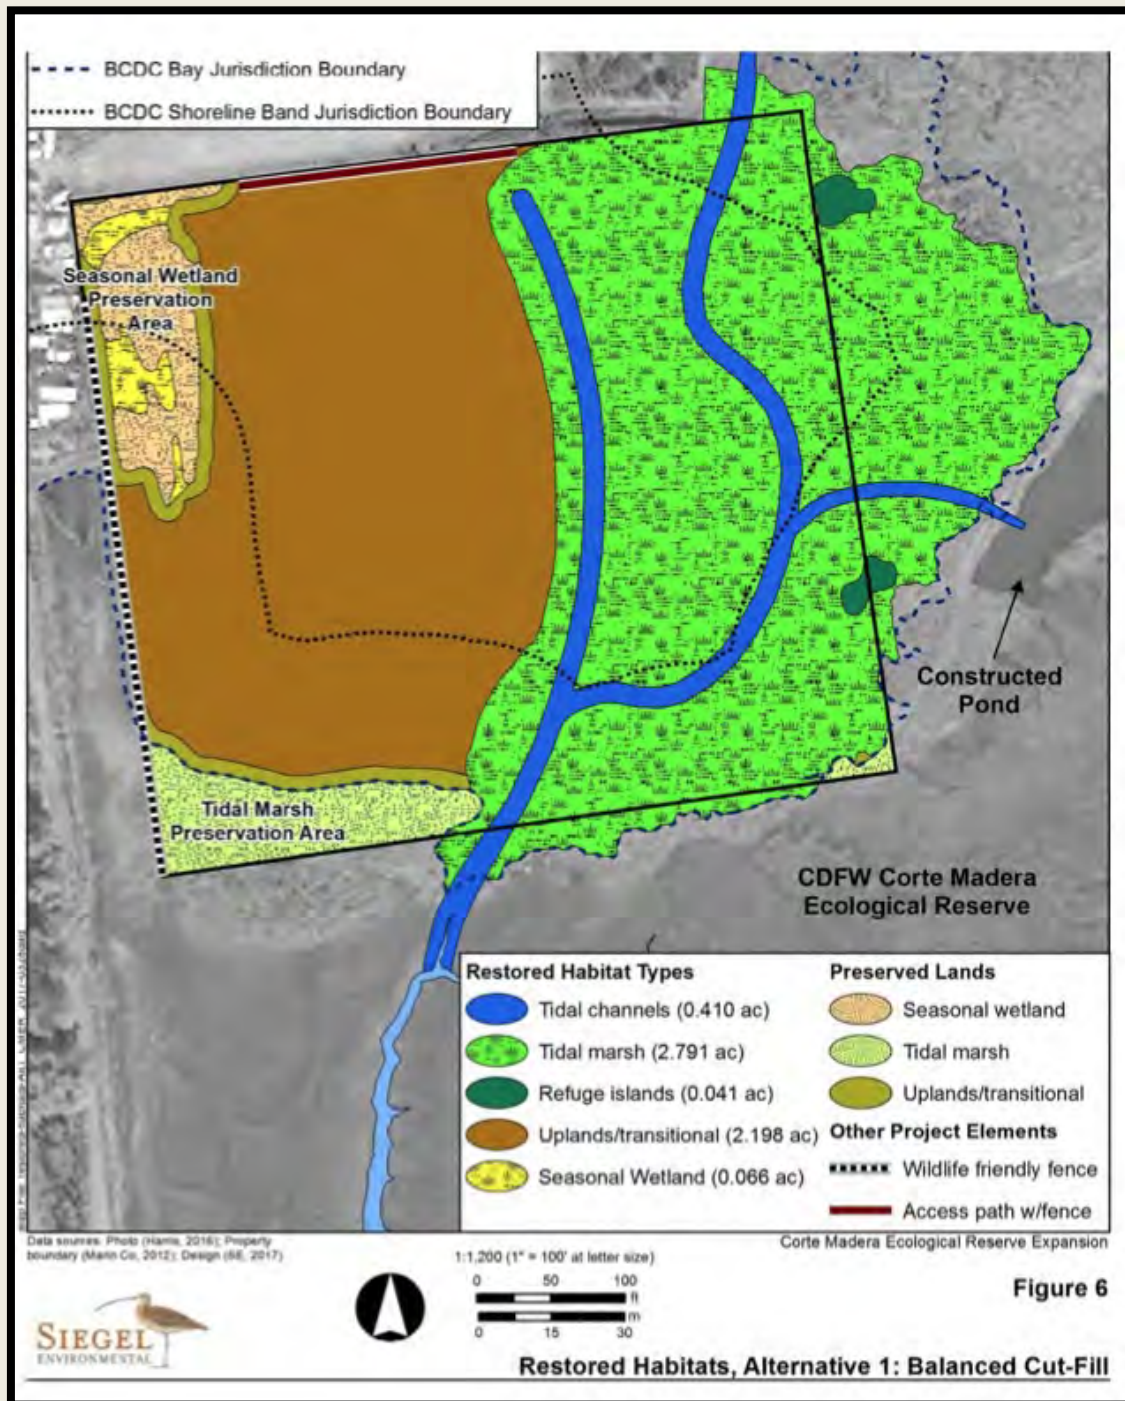 BCDC Bay Jurisdiction Boundary
BCDC Shoreline Band Jurisdiction Boundary
Seasonal Wetland
Preservation
Area
Constructed
Pond
Tidal Marsh
Preservation Area
CDFW Corte Madera
Ecological Reserve
Restored Habitat Types
Tidal channels (0.410 ac)
Tidal marsh (2.791 ac)
Refuge islands (0.041 ac)
Uplands/transitional (2.198 ac)
Seasonal Wetland (0.066 ac)
Preserved Lands
Seasonal wetland
Tidal marsh
Uplands/transitional
Other Project Elements
Wildlife friendly fence
Access path w/fence
Data sources: Photo (Harris, 2016); Property
boundary (Marin Co, 2012); Design (SE, 2017)
Corte Madera Ecological Reserve Expansion
1:1,200 (1" = 100' at letter size)
0 50 100
ft
m
0 15 30
Figure 6
SIEGEL
ENVIRONMENTAL
Restored Habitats, Alternative 1: Balanced Cut-Fill